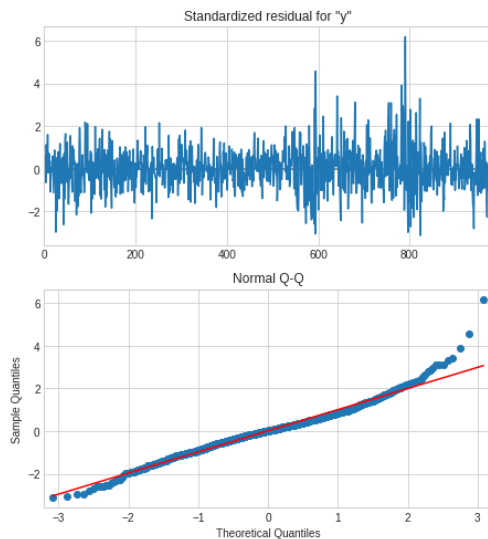 Standardized residual for "y"
6
4
2
0
−2
0 200 400 600 800
Normal Q-Q
6
4
2
0
−2
Sample Quantiles
−3 −2 −1 0 1 2 3
Theoretical Quantiles